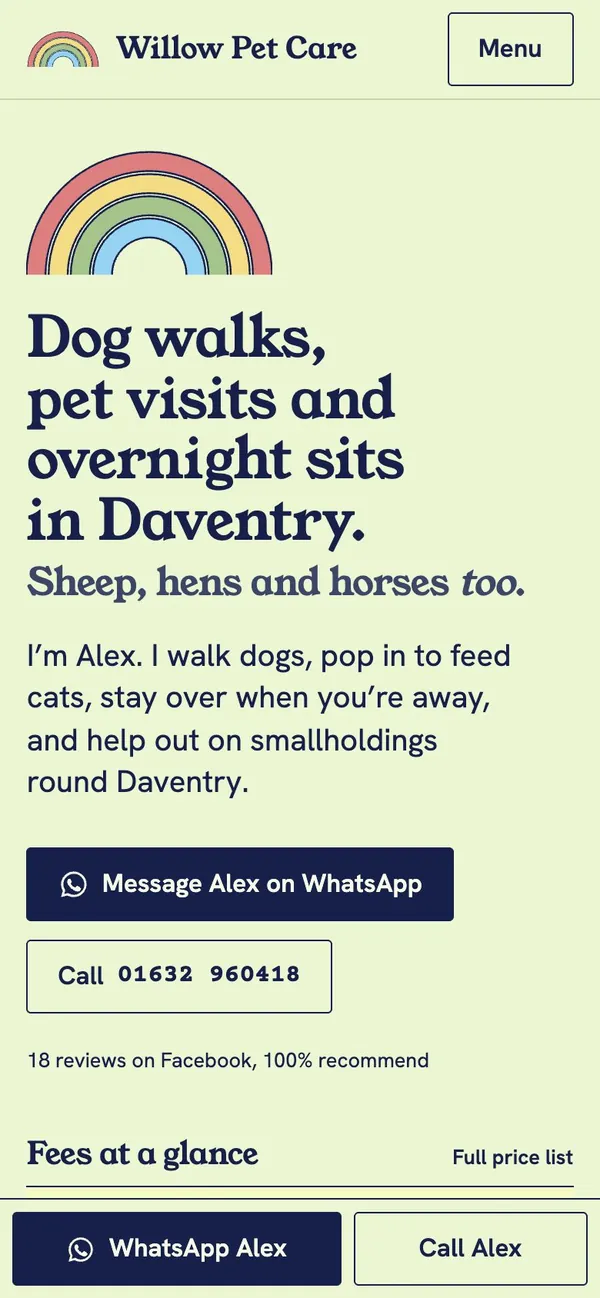 Willow Pet Care
Menu
Dog walks,
pet visits and
overnight sits
in Daventry.
Sheep, hens and horses too.
I’m Alex. I walk dogs, pop in to feed
cats, stay over when you’re away,
and help out on smallholdings
round Daventry.
Message Alex on WhatsApp
Call 01632 960418
18 reviews on Facebook, 100% recommend
Fees at a glance
Full price list
WhatsApp Alex
Call Alex